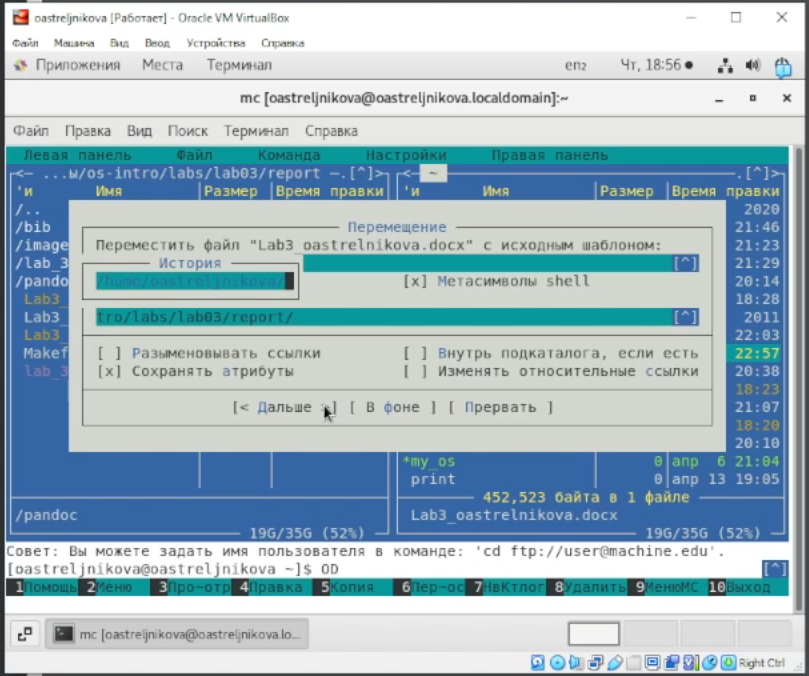 oastreljnikova [Работает] - Oracle VM VirtualBox
Файл Машина Вид Ввод Устройства Справка
Приложения Места Терминал en₂ Чт, 18:56
mc [oastreljnikova@oastreljnikova.localdomain]:~
Файл Правка Вид Поиск Терминал Справка
Левая панель Файл Команда Настройки Правая панель
<— ...ы/os-intro/labs/lab03/report —.[^]> <— ~ —.[^]>
'и Имя Размер Время правки 'и Имя Размер Время правки
/.. 2020
/bib 21:46
/image 21:23
/lab_3 21:29
/pando 20:14
Lab3_ 18:28
Lab3_ 2011
Lab3_ 22:03
Makef 22:57
lab_3 20:38
18:23
21:07
18:20
20:10
Перемещение
Переместить файл "Lab3_oastrelnikova.docx" с исходным шаблоном:
История [^]
/home/oastreljnikova/ [x] Метасимволы shell
tro/labs/lab03/report/ [^]
[ ] Разыменовывать ссылки [ ] Внутрь подкаталога, если есть
[x] Сохранять атрибуты [ ] Изменять относительные ссылки
[< Дальше >] [ В фоне ] [ Прервать ]
*my_os 0 апр 6 21:04
print 0 апр 13 19:05
452,523 байта в 1 файле
/pandoc Lab3_oastrelnikova.docx
19G/35G (52%) 19G/35G (52%)
Совет: Вы можете задать имя пользователя в команде: 'cd ftp://user@machine.edu'.
[oastreljnikova@oastreljnikova ~]$ OD [^]
1Помощь 2Меню 3Про~отр 4Правка 5Копия 6Пер~ос 7НвКтлог 8Удалить 9МенюМС 10Выход
mc [oastreljnikova@oastreljnikova.lo...
Right Ctrl